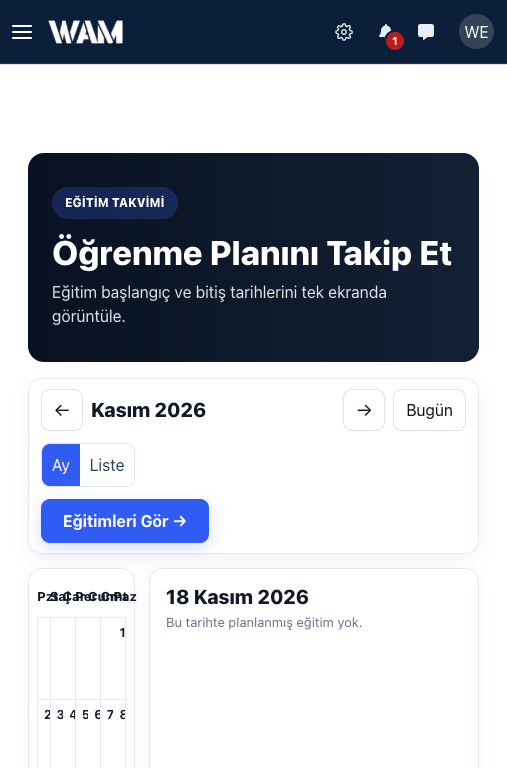 WAM
1
WE
EĞİTİM TAKVİMİ
Öğrenme Planını Takip Et
Eğitim başlangıç ve bitiş tarihlerini tek ekranda
görüntüle.
← Kasım 2026 → Bugün
Ay Liste
Eğitimleri Gör →
Paz
18 Kasım 2026
Bu tarihte planlanmış eğitim yok.
1
2 3 4 5 6 7 8